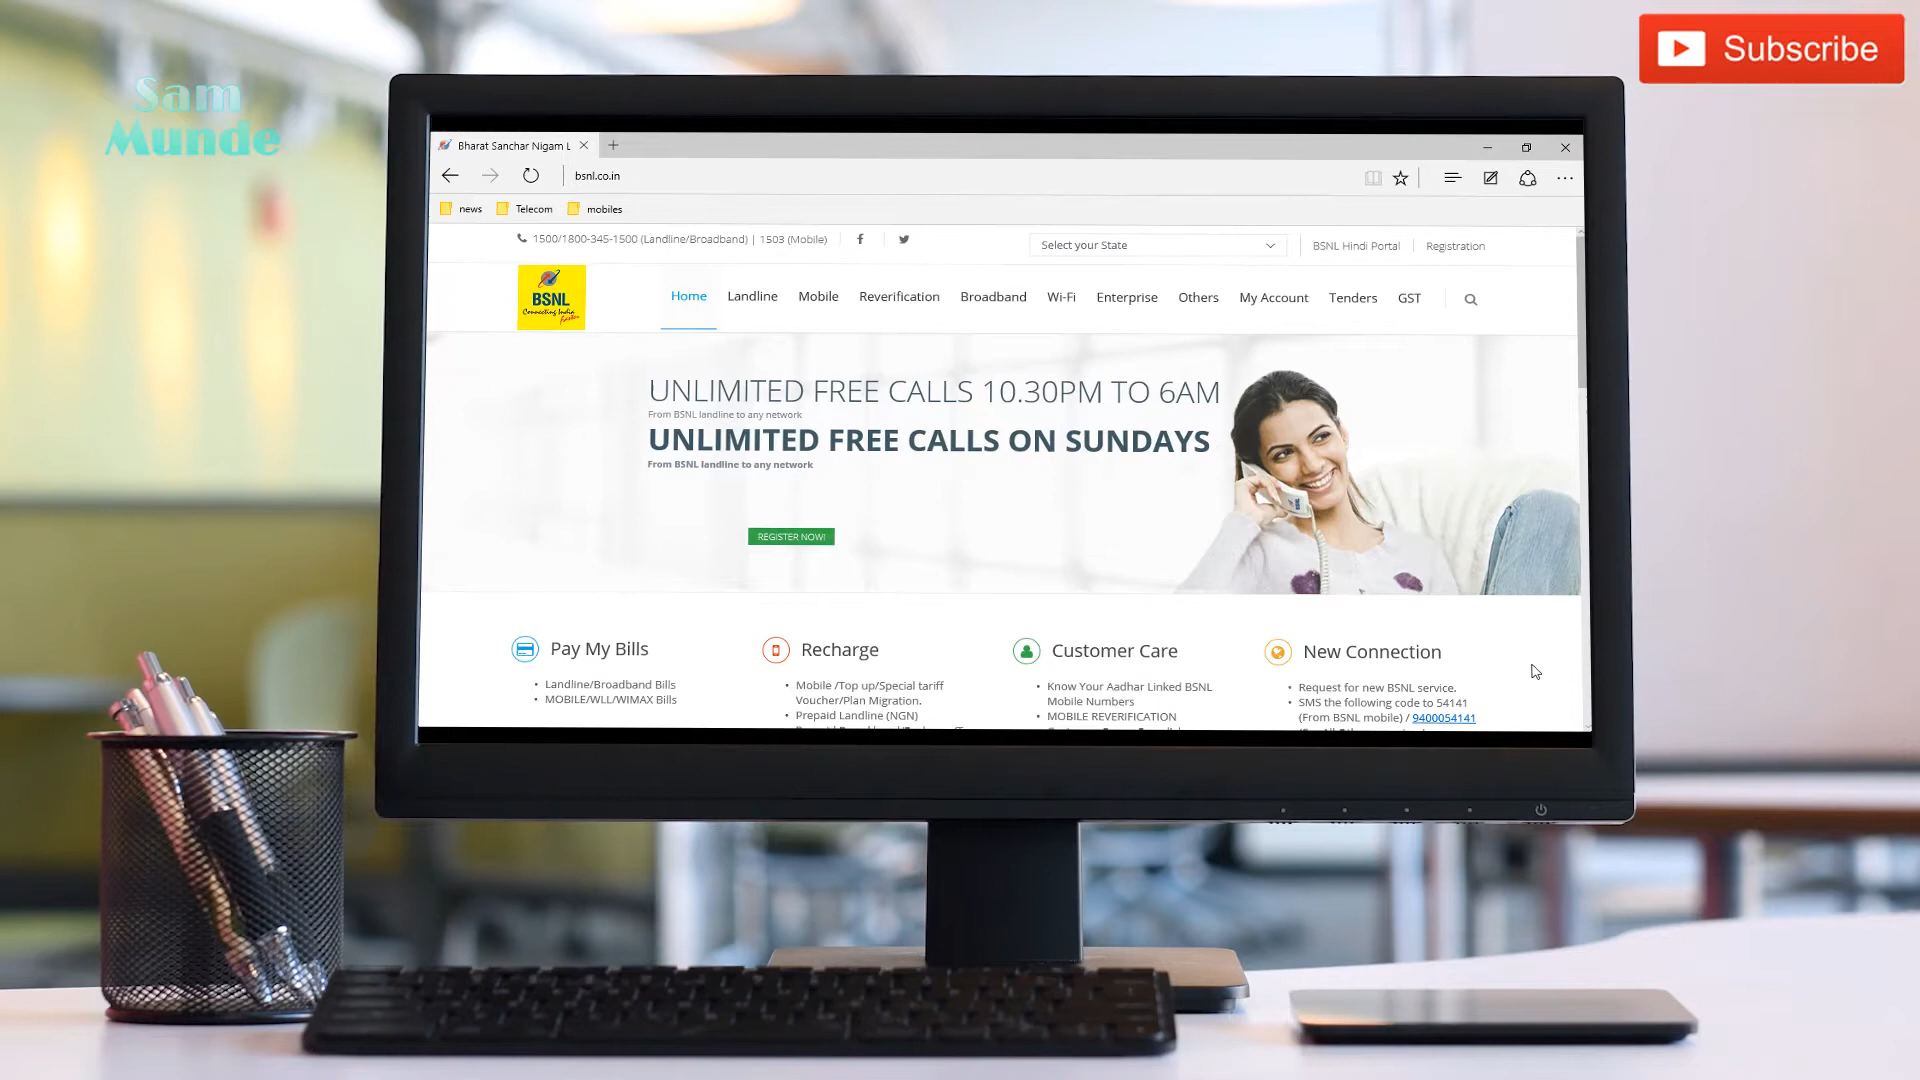 Sam
Munde
Subscribe
Bharat Sanchar Nigam L
bsnl.co.in
news Telecom mobiles
1500/1800-345-1500 (Landline/Broadband) | 1503 (Mobile)
Select your State
BSNL Hindi Portal
Registration
BSNL
Connecting India
faster
Home Landline Mobile Reverification Broadband Wi-Fi Enterprise Others My Account Tenders GST
UNLIMITED FREE CALLS 10.30PM TO 6AM
From BSNL landline to any network
UNLIMITED FREE CALLS ON SUNDAYS
From BSNL landline to any network
REGISTER NOW!
Pay My Bills
• Landline/Broadband Bills
• MOBILE/WLL/WIMAX Bills
Recharge
• Mobile /Top up/Special tariff
Voucher/Plan Migration.
• Prepaid Landline (NGN)
Customer Care
• Know Your Aadhar Linked BSNL
Mobile Numbers
• MOBILE REVERIFICATION
New Connection
• Request for new BSNL service.
• SMS the following code to 54141
(From BSNL mobile) / 9400054141